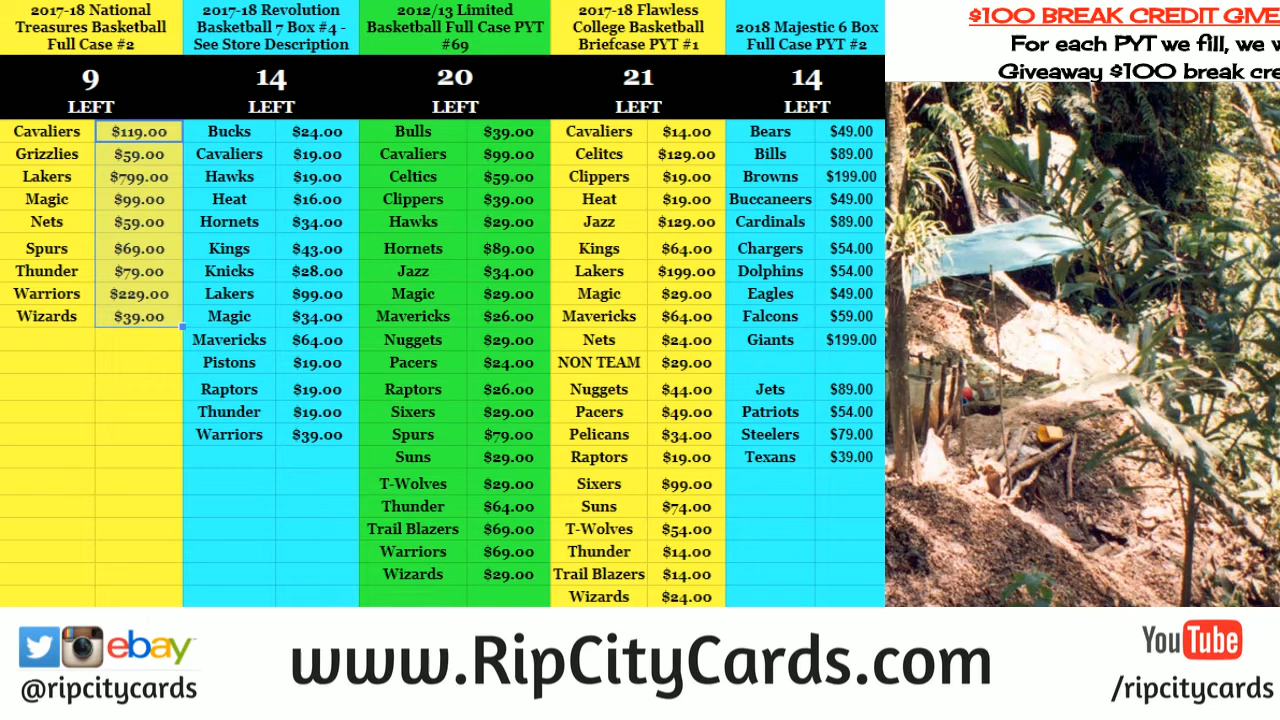 2017-18 National
Treasures Basketball
Full Case #2
9
LEFT
Cavaliers $119.00
Grizzlies $59.00
Lakers $799.00
Magic $99.00
Nets $59.00
Spurs $69.00
Thunder $79.00
Warriors $229.00
Wizards $39.00
2017-18 Revolution
Basketball 7 Box #4 -
See Store Description
14
LEFT
Bucks $24.00
Cavaliers $19.00
Hawks $19.00
Heat $16.00
Hornets $34.00
Kings $43.00
Knicks $28.00
Lakers $99.00
Magic $34.00
Mavericks $64.00
Pistons $19.00
Raptors $19.00
Thunder $19.00
Warriors $39.00
2012/13 Limited
Basketball Full Case PYT
#69
20
LEFT
Bulls $39.00
Cavaliers $99.00
Celtics $59.00
Clippers $39.00
Hawks $29.00
Hornets $89.00
Jazz $34.00
Magic $29.00
Mavericks $26.00
Nuggets $29.00
Pacers $24.00
Raptors $26.00
Sixers $29.00
Spurs $79.00
Suns $29.00
T-Wolves $29.00
Thunder $64.00
Trail Blazers $69.00
Warriors $69.00
Wizards $29.00
2017-18 Flawless
College Basketball
Briefcase PYT #1
21
LEFT
Cavaliers $14.00
Celitcs $129.00
Clippers $19.00
Heat $19.00
Jazz $129.00
Kings $64.00
Lakers $199.00
Magic $29.00
Mavericks $64.00
Nets $24.00
NON TEAM $29.00
Nuggets $44.00
Pacers $49.00
Pelicans $34.00
Raptors $19.00
Sixers $99.00
Suns $74.00
T-Wolves $54.00
Thunder $14.00
Trail Blazers $14.00
Wizards $24.00
2018 Majestic 6 Box
Full Case PYT #2
14
LEFT
Bears $49.00
Bills $89.00
Browns $199.00
Buccaneers $49.00
Cardinals $89.00
Chargers $54.00
Dolphins $54.00
Eagles $49.00
Falcons $59.00
Giants $199.00
Jets $89.00
Patriots $54.00
Steelers $79.00
Texans $39.00
$100 BREAK CREDIT GIVE
For each PYT we fill, we w
Giveaway $100 break cre
ebay
@ripcitycards
www.RipCityCards.com
YouTube
/ripcitycards